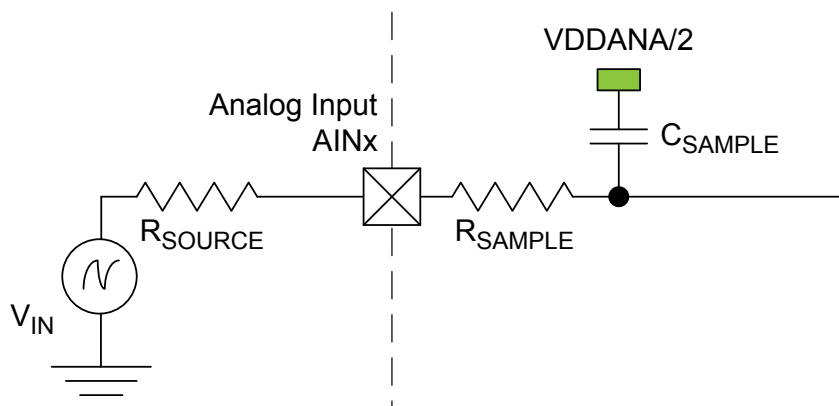 VDDANA/2
Analog Input
AINx
CSAMPLE
RSOURCE
RSAMPLE
VIN